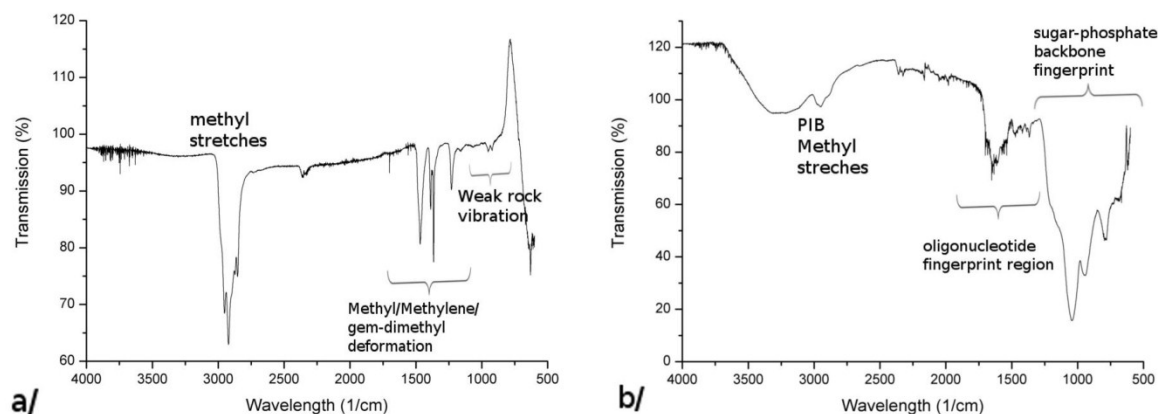 120
110
100
90
80
70
60
Transmission (%)
methyl
stretches
Weak rock
vibration
Methyl/Methylene/
gem-dimethyl
deformation
4000 3500 3000 2500 2000 1500 1000 500
Wavelength (1/cm)
a/
120
100
80
60
40
20
0
Transmission (%)
sugar-phosphate
backbone
fingerprint
PIB
Methyl
streches
oligonucleotide
fingerprint region
4000 3500 3000 2500 2000 1500 1000 500
Wavelength (1/cm)
b/